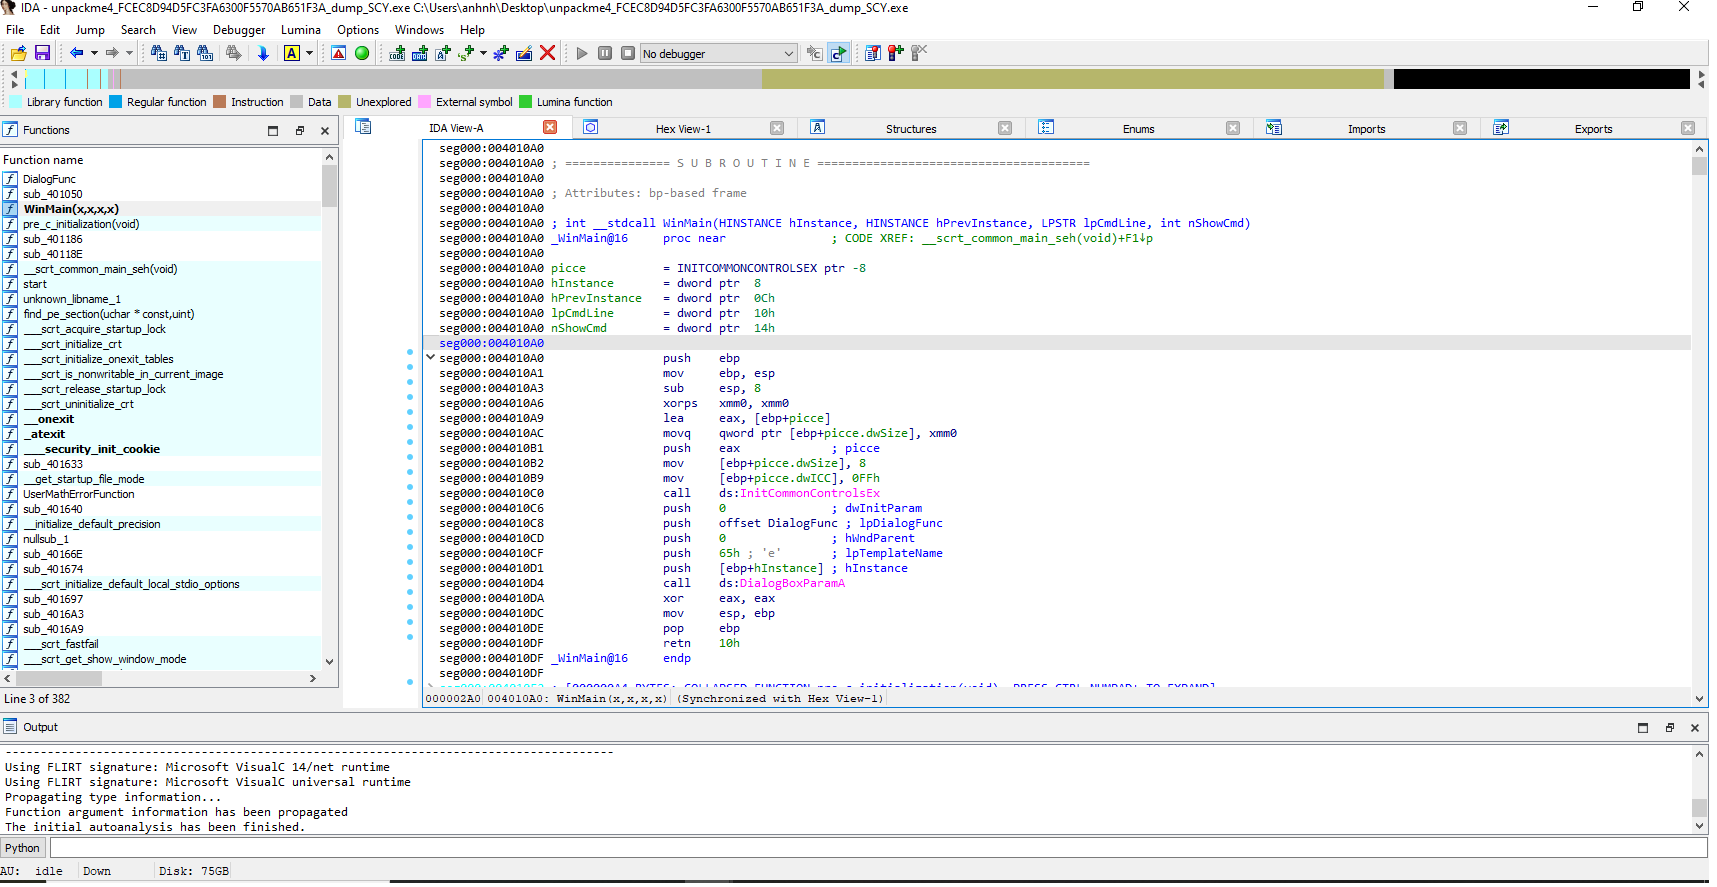 IDA - unpackme4_FCEC8D94D5FC3FA6300F5570AB651F3A_dump_SCY.exe C:\Users\anhnh\Desktop\unpackme4_FCEC8D94D5FC3FA6300F5570AB651F3A_dump_SCY.exe
File Edit Jump Search View Debugger Lumina Options Windows Help
No debugger
Library function Regular function Instruction Data Unexplored External symbol Lumina function
Functions
Function name
DialogFunc
sub_401050
WinMain(x,x,x,x)
pre_c_initialization(void)
sub_401186
sub_40118E
__scrt_common_main_seh(void)
start
unknown_libname_1
find_pe_section(uchar * const,uint)
___scrt_acquire_startup_lock
___scrt_initialize_crt
___scrt_initialize_onexit_tables
___scrt_is_nonwritable_in_current_image
___scrt_release_startup_lock
___scrt_uninitialize_crt
__onexit
_atexit
___security_init_cookie
sub_401633
__get_startup_file_mode
UserMathErrorFunction
sub_401640
__initialize_default_precision
nullsub_1
sub_40166E
sub_401674
___scrt_initialize_default_local_stdio_options
sub_401697
sub_4016A3
sub_4016A9
___scrt_fastfail
___scrt_get_show_window_mode
Line 3 of 382
IDA View-A Hex View-1 Structures Enums Imports Exports
seg000:004010A0
seg000:004010A0 ; =============== S U B R O U T I N E =======================================
seg000:004010A0
seg000:004010A0 ; Attributes: bp-based frame
seg000:004010A0
seg000:004010A0 ; int __stdcall WinMain(HINSTANCE hInstance, HINSTANCE hPrevInstance, LPSTR lpCmdLine, int nShowCmd)
seg000:004010A0 _WinMain@16 proc near ; CODE XREF: __scrt_common_main_seh(void)+F1↓p
seg000:004010A0
seg000:004010A0 picce = INITCOMMONCONTROLSEX ptr -8
seg000:004010A0 hInstance = dword ptr 8
seg000:004010A0 hPrevInstance = dword ptr 0Ch
seg000:004010A0 lpCmdLine = dword ptr 10h
seg000:004010A0 nShowCmd = dword ptr 14h
seg000:004010A0
seg000:004010A0 push ebp
seg000:004010A1 mov ebp, esp
seg000:004010A3 sub esp, 8
seg000:004010A6 xorps xmm0, xmm0
seg000:004010A9 lea eax, [ebp+picce]
seg000:004010AC movq qword ptr [ebp+picce.dwSize], xmm0
seg000:004010B1 push eax ; picce
seg000:004010B2 mov [ebp+picce.dwSize], 8
seg000:004010B9 mov [ebp+picce.dwICC], 0FFh
seg000:004010C0 call ds:InitCommonControlsEx
seg000:004010C6 push 0 ; dwInitParam
seg000:004010C8 push offset DialogFunc ; lpDialogFunc
seg000:004010CD push 0 ; hWndParent
seg000:004010CF push 65h ; 'e' ; lpTemplateName
seg000:004010D1 push [ebp+hInstance] ; hInstance
seg000:004010D4 call ds:DialogBoxParamA
seg000:004010DA xor eax, eax
seg000:004010DC mov esp, ebp
seg000:004010DE pop ebp
seg000:004010DF retn 10h
seg000:004010DF _WinMain@16 endp
seg000:004010DF
000002A0 004010A0: WinMain(x,x,x,x) (Synchronized with Hex View-1)
Output
Using FLIRT signature: Microsoft VisualC 14/net runtime
Using FLIRT signature: Microsoft VisualC universal runtime
Propagating type information...
Function argument information has been propagated
The initial autoanalysis has been finished.
Python
AU: idle Down Disk: 75GB